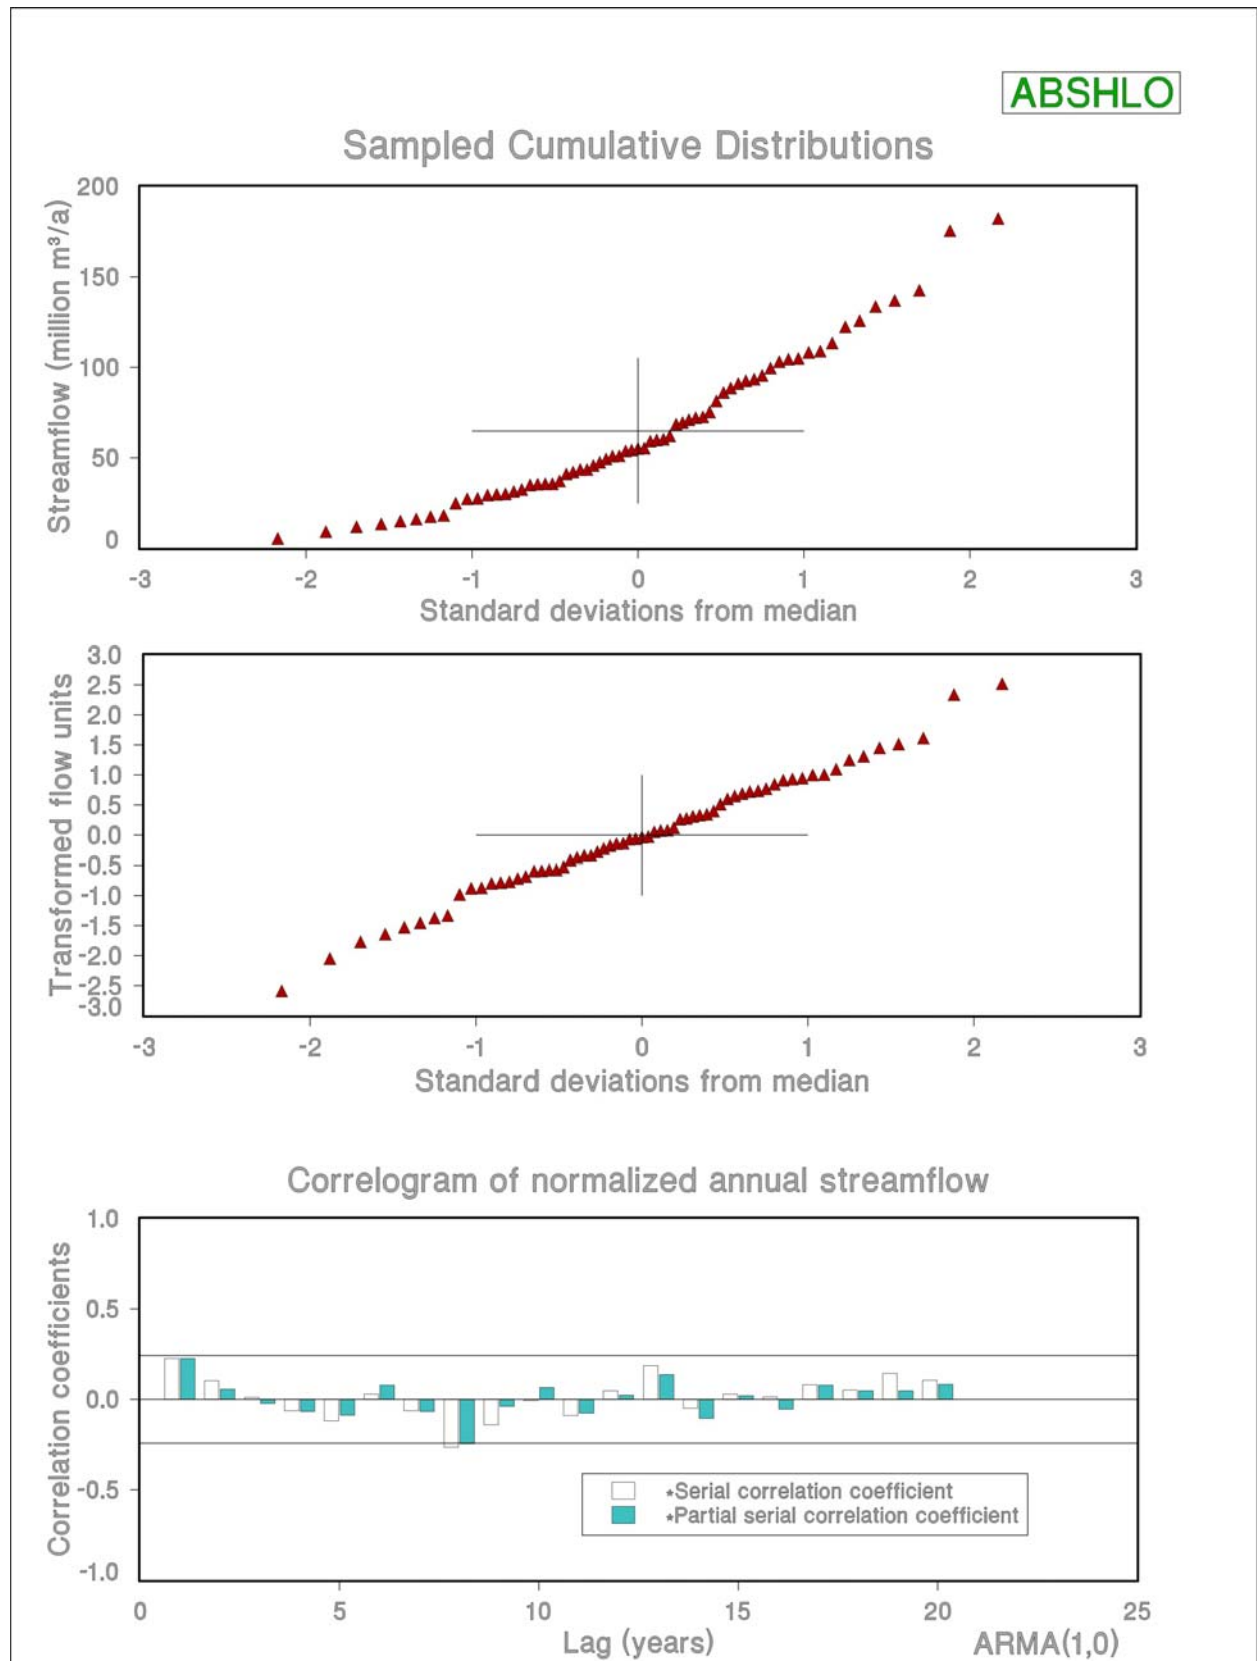 ABSHLO
Sampled Cumulative Distributions
Streamflow (million m³/a)
200
150
100
50
0
-3 -2 -1 0 1 2 3
Standard deviations from median
Transformed flow units
3.0
2.5
2.0
1.5
1.0
0.5
0.0
-0.5
-1.0
-1.5
-2.0
-2.5
-3.0
-3 -2 -1 0 1 2 3
Standard deviations from median
Correlogram of normalized annual streamflow
Correlation coefficients
1.0
0.5
0.0
-0.5
-1.0
*Serial correlation coefficient
*Partial serial correlation coefficient
0 5 10 15 20 25
Lag (years) ARMA(1,0)